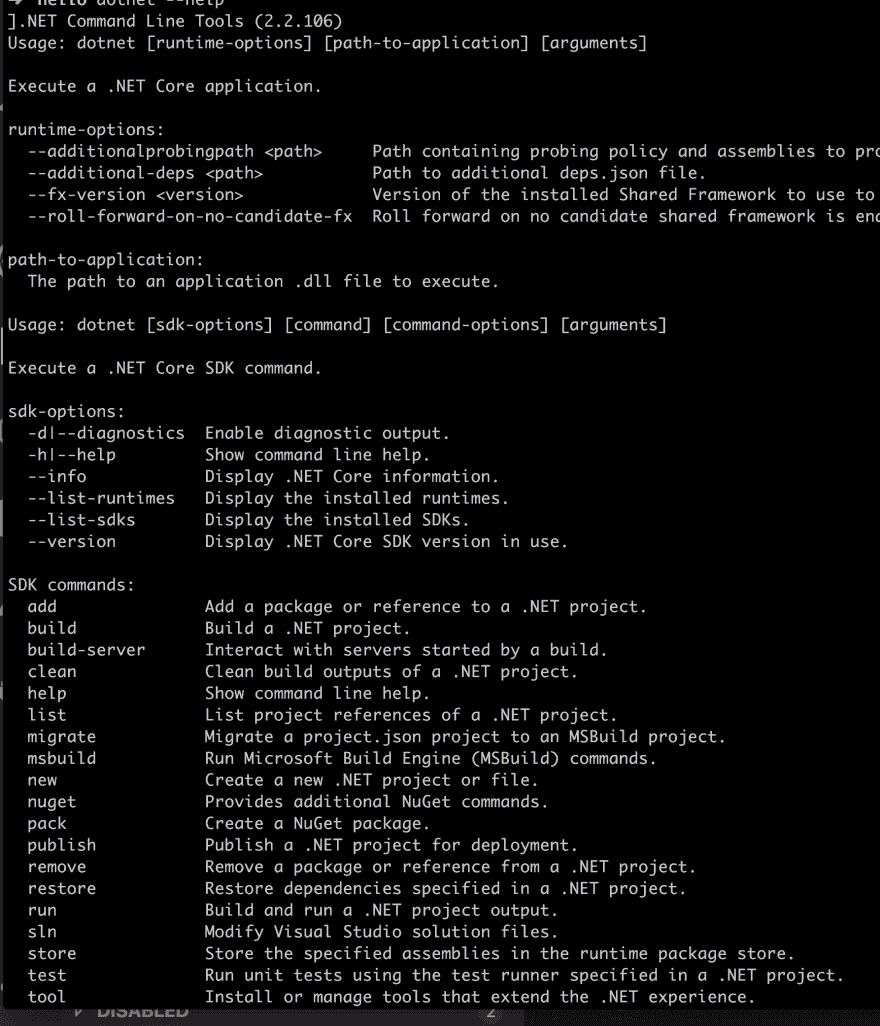 ➜ hello dotnet --help
].NET Command Line Tools (2.2.106)
Usage: dotnet [runtime-options] [path-to-application] [arguments]
Execute a .NET Core application.
runtime-options:
--additionalprobingpath <path> Path containing probing policy and assemblies to pro
--additional-deps <path> Path to additional deps.json file.
--fx-version <version> Version of the installed Shared Framework to use to
--roll-forward-on-no-candidate-fx Roll forward on no candidate shared framework is ena
path-to-application:
The path to an application .dll file to execute.
Usage: dotnet [sdk-options] [command] [command-options] [arguments]
Execute a .NET Core SDK command.
sdk-options:
-d|--diagnostics Enable diagnostic output.
-h|--help Show command line help.
--info Display .NET Core information.
--list-runtimes Display the installed runtimes.
--list-sdks Display the installed SDKs.
--version Display .NET Core SDK version in use.
SDK commands:
add Add a package or reference to a .NET project.
build Build a .NET project.
build-server Interact with servers started by a build.
clean Clean build outputs of a .NET project.
help Show command line help.
list List project references of a .NET project.
migrate Migrate a project.json project to an MSBuild project.
msbuild Run Microsoft Build Engine (MSBuild) commands.
new Create a new .NET project or file.
nuget Provides additional NuGet commands.
pack Create a NuGet package.
publish Publish a .NET project for deployment.
remove Remove a package or reference from a .NET project.
restore Restore dependencies specified in a .NET project.
run Build and run a .NET project output.
sln Modify Visual Studio solution files.
store Store the specified assemblies in the runtime package store.
test Run unit tests using the test runner specified in a .NET project.
tool Install or manage tools that extend the .NET experience.
DISABLED 2